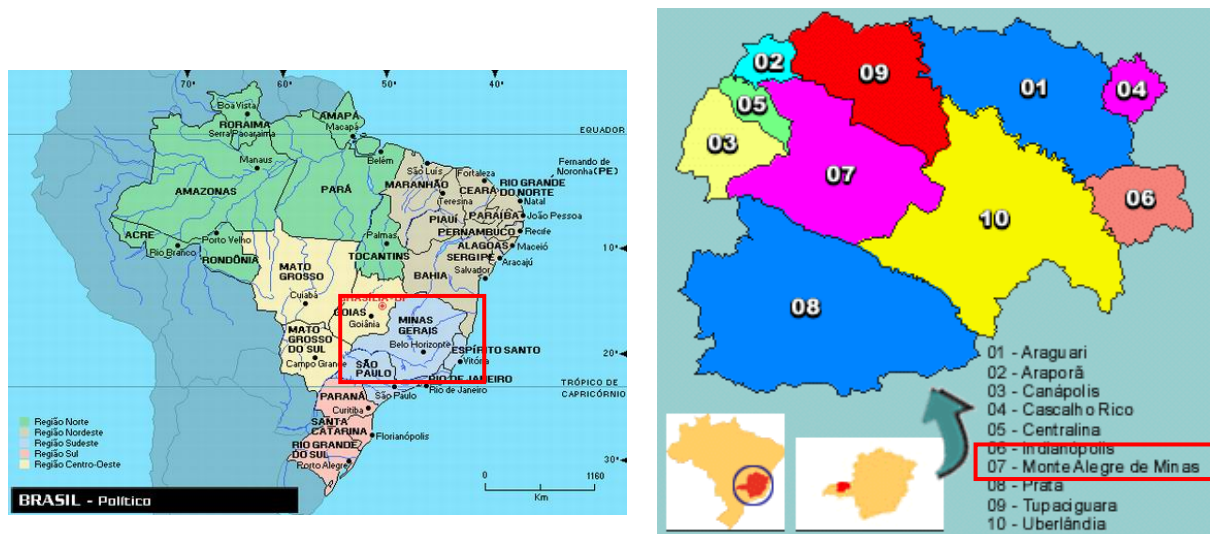 70°
60°
50°
40°
Boa Vista
RORAIMA
Serra Pacaraima
AMAPÁ
Macapá
EQUADOR
Manaus
Belém
São Luís
Fortaleza
Fernando de
Noronha (PE)
AMAZONAS
PARÁ
MARANHÃO
CEARÁ
RIO GRANDE
DO NORTE
Teresina
Natal
PIAUÍ
PARAÍBA
João Pessoa
ACRE
Porto Velho
Palmas
PERNAMBUCO
Recife
Rio Branco
RONDÔNIA
TOCANTINS
ALAGOAS
Maceió
10°
SERGIPE
Aracajú
MATO
GROSSO
BAHIA
Salvador
Cuiabá
GOIÁS
Goiânia
MINAS
GERAIS
MATO
GROSSO
DO SUL
Belo Horizonte
ESPÍRITO SANTO
Vitória
20°
Campo Grande
SÃO
PAULO
RIO DE JANEIRO
Rio de Janeiro
TRÓPICO DE
CAPRICÓRNIO
São Paulo
PARANÁ
Curitiba
SANTA
CATARINA
Florianópolis
RIO GRANDE
DO SUL
Porto Alegre
30°
Região Norte
Região Nordeste
Região Sudeste
Região Sul
Região Centro-Oeste
0
1160
Km
BRASIL - Político
02
09
01
04
05
03
07
06
10
08
01 - Araguari
02 - Araporã
03 - Canápolis
04 - Cascalho Rico
05 - Centralina
06 - Indianópolis
07 - Monte Alegre de Minas
08 - Prata
09 - Tupaciguara
10 - Uberlândia